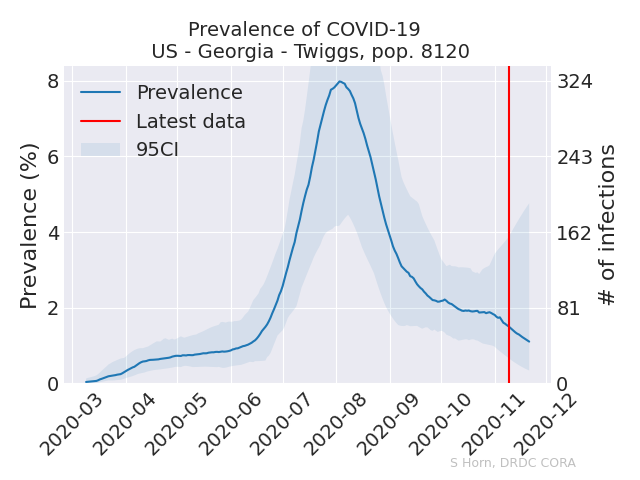 Prevalence of COVID-19
US - Georgia - Twiggs, pop. 8120
Prevalence
Latest data
95CI
Prevalence (%)
8
6
4
2
0
324
243
162
81
0
# of infections
2020-03
2020-04
2020-05
2020-06
2020-07
2020-08
2020-09
2020-10
2020-11
2020-12
S Horn, DRDC CORA